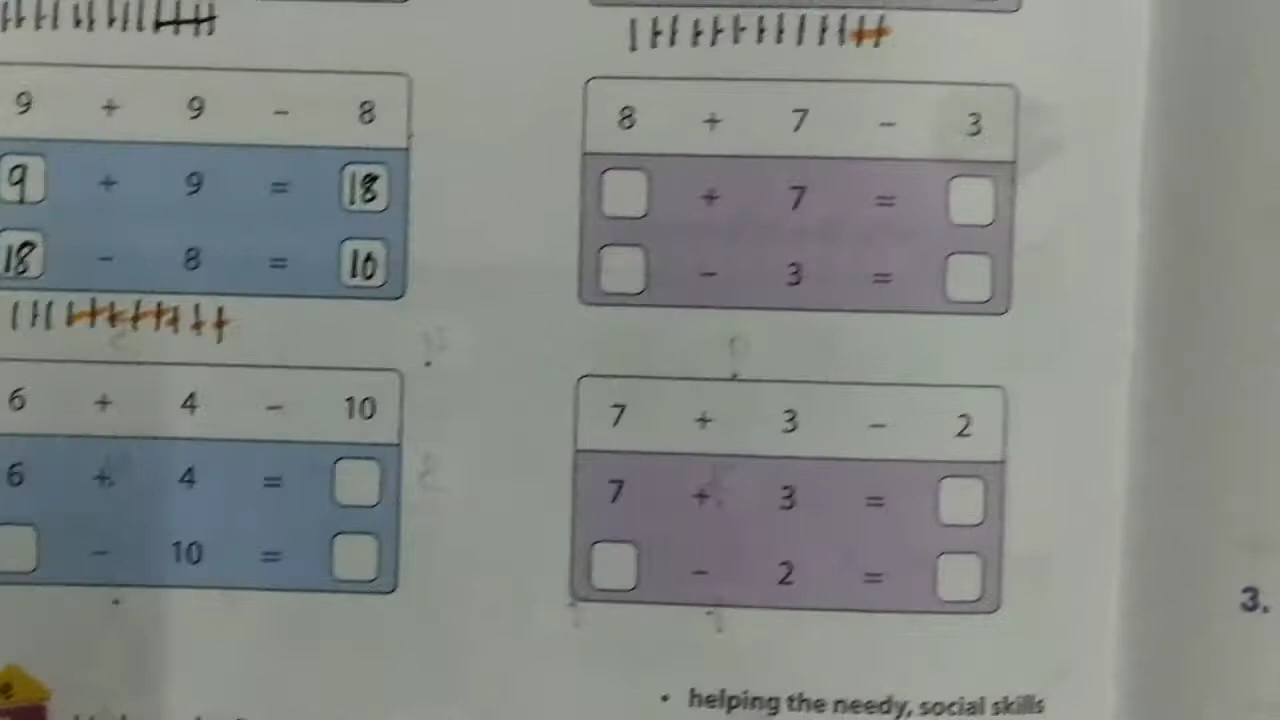 9 + 9 - 8
9 + 9 = 18
18 - 8 = 10
8 + 7 - 3
+ 7 =
- 3 =
6 + 4 - 10
6 + 4 =
- 10 =
7 + 3 - 2
7 + 3 =
- 2 =
3.
• helping the needy, social skills